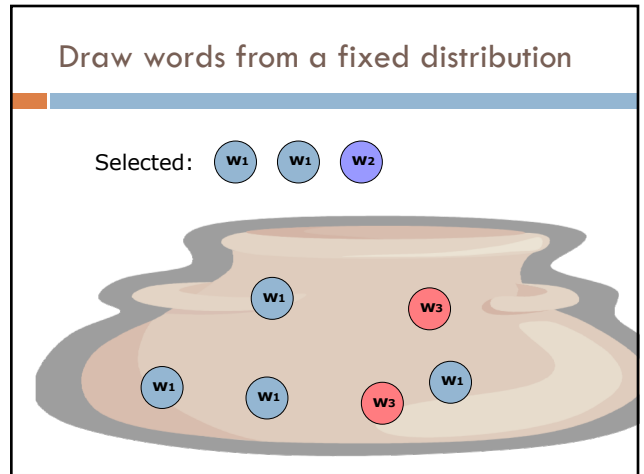 Draw words from a fixed distribution
Selected: w1 w1 w2
w1 w3
w1 w1 w3 w1